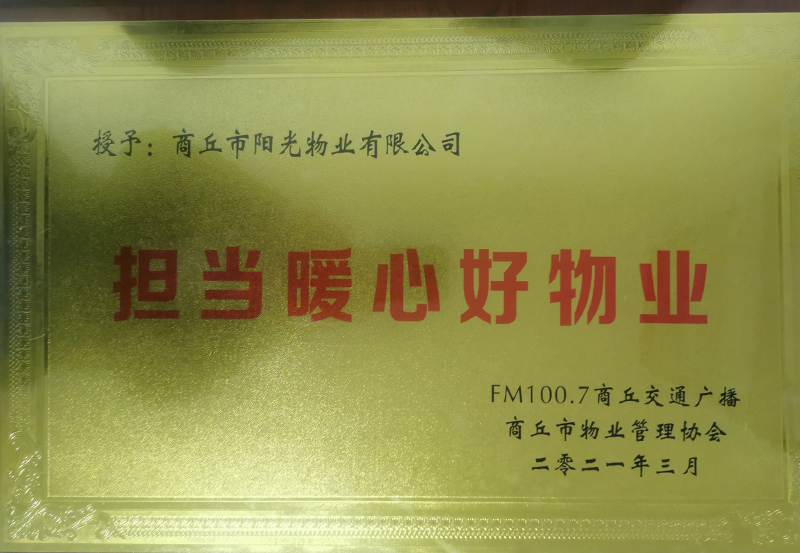 授予：商丘市阳光物业有限公司
担当暖心好物业
FM100.7商丘交通广播
商丘市物业管理协会
二零二一年三月